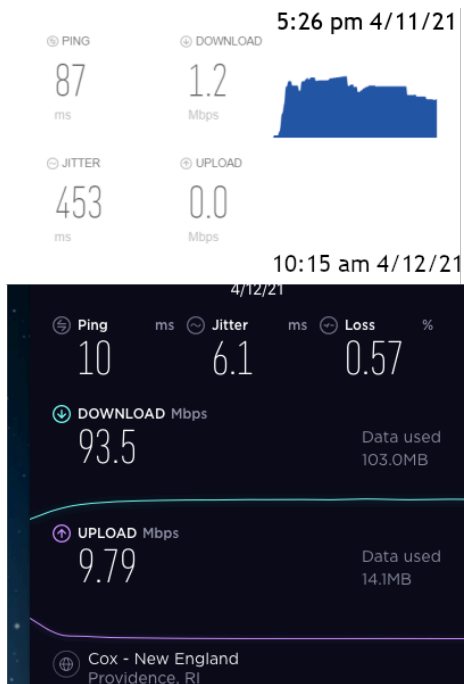 5:26 pm 4/11/21
PING DOWNLOAD
87 1.2
ms Mbps
JITTER UPLOAD
453 0.0
ms Mbps
10:15 am 4/12/21
4/12/21
Ping ms Jitter ms Loss %
10 6.1 0.57
DOWNLOAD Mbps
93.5
Data used
103.0MB
UPLOAD Mbps
9.79
Data used
14.1MB
Cox - New England
Providence, RI